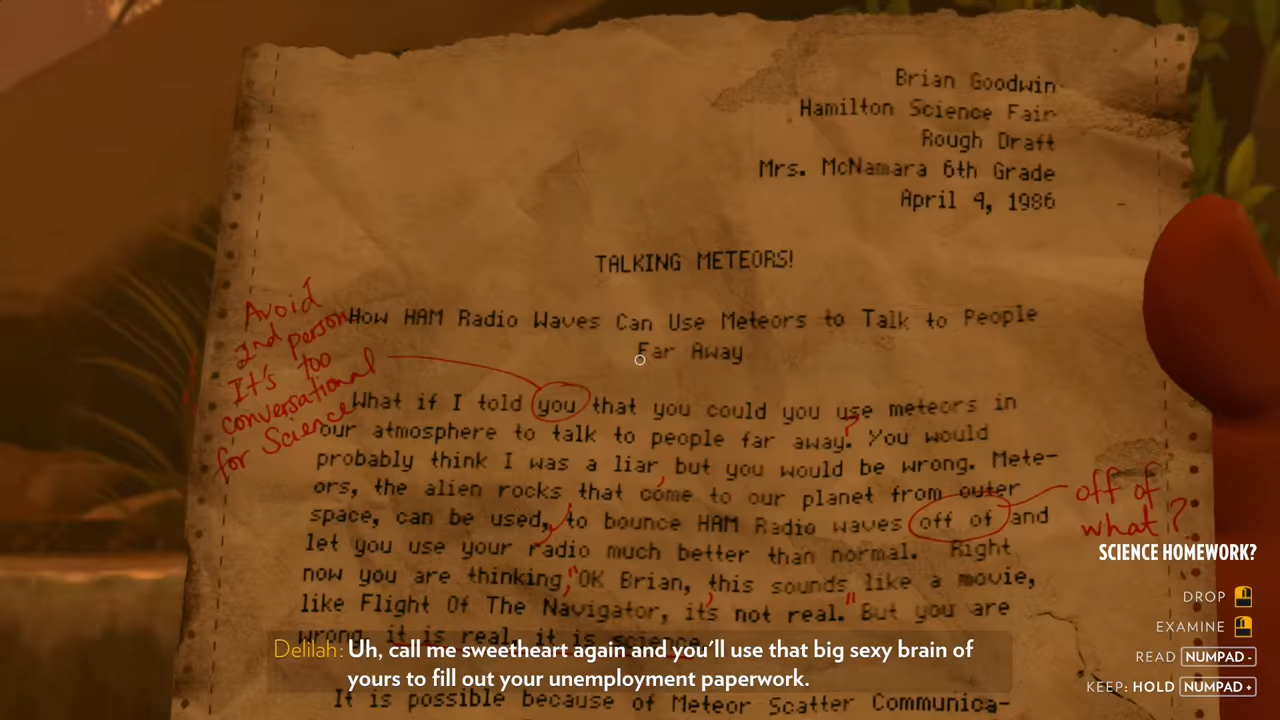 Brian Goodwin
Hamilton Science Fair
Rough Draft
Mrs. McNamara 6th Grade
April 4, 1986
TALKING METEORS!
How HAM Radio Waves Can Use Meteors to Talk to People
Far Away
Avoid
2nd person
It's too
conversational
for Science
What if I told you that you could you use meteors in
our atmosphere to talk to people far away. You would
probably think I was a liar, but you would be wrong. Mete-
ors, the alien rocks that come to our planet from outer
space, can be used, to bounce HAM Radio waves off of and
let you use your radio much better than normal. Right
now you are thinking, "OK Brian, this sounds like a movie,
like Flight Of The Navigator, it's not real." But you are
wrong, it is real, it is science.
off of
what?
It is possible because of Meteor Scatter Communica-
SCIENCE HOMEWORK?
DROP
EXAMINE
READ NUMPAD -
KEEP: HOLD NUMPAD +
Delilah: Uh, call me sweetheart again and you'll use that big sexy brain of
yours to fill out your unemployment paperwork.